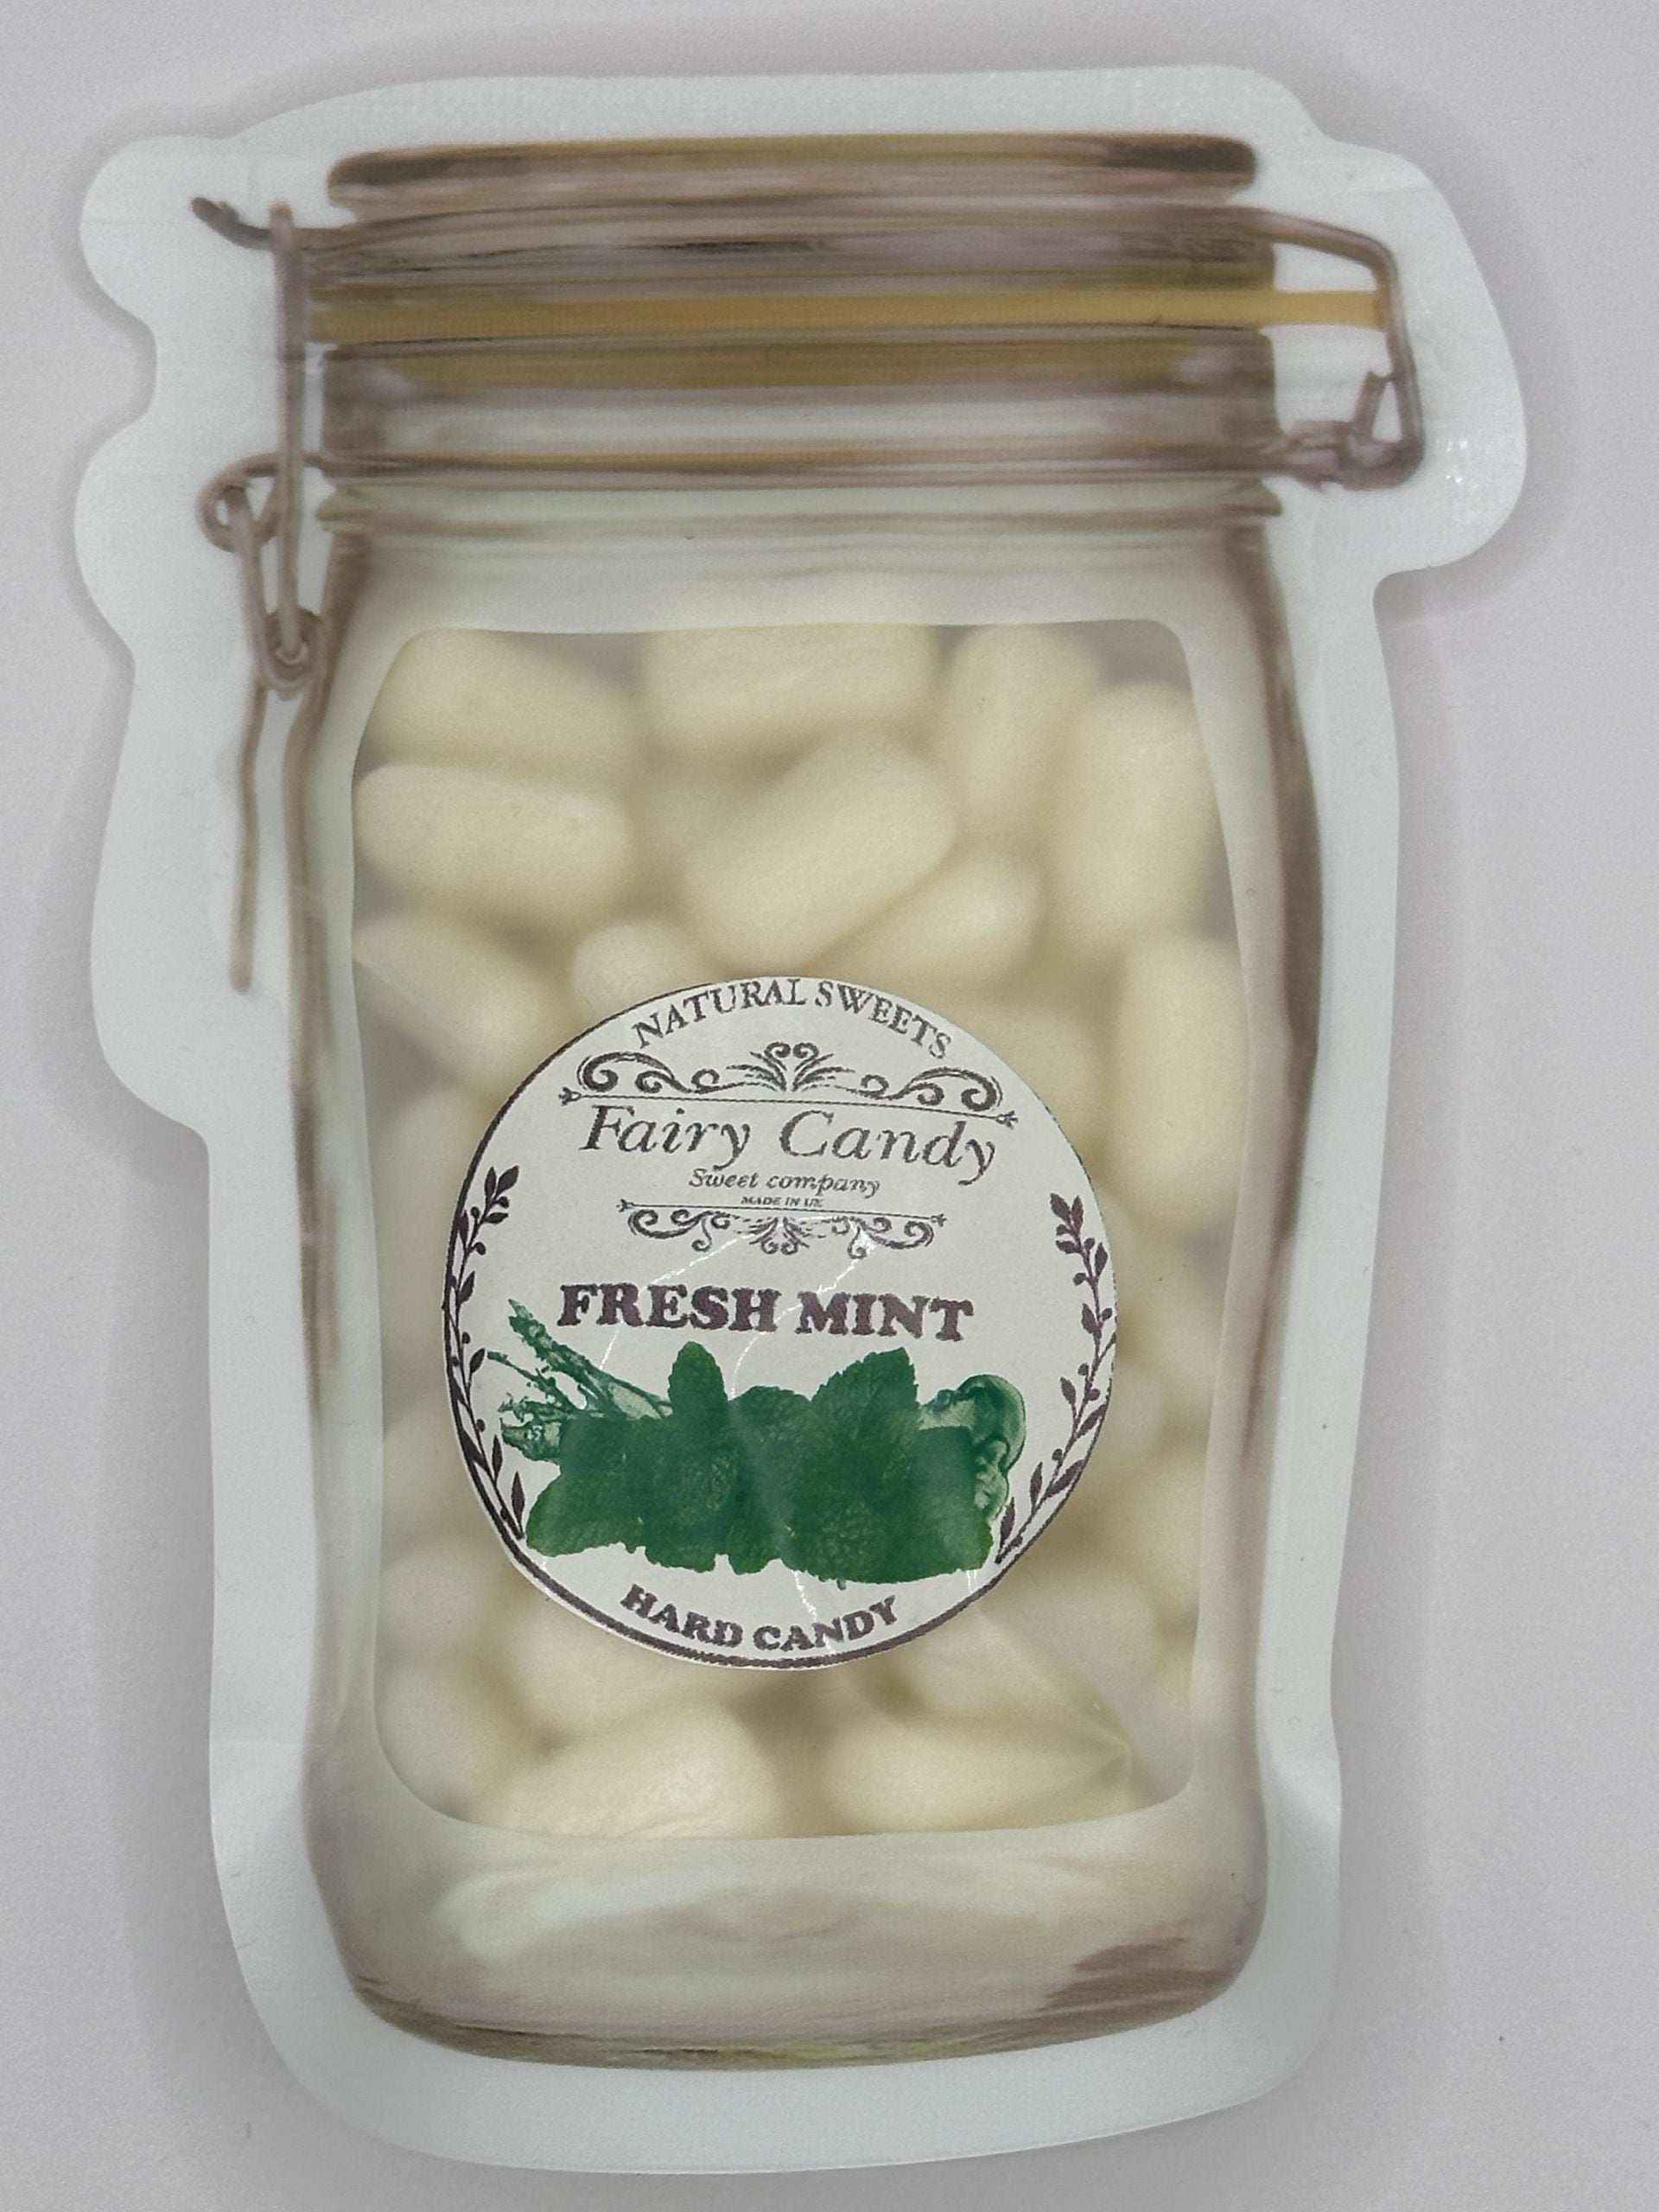 NATURAL SWEETS
Fairy Candy
Sweet company
MADE IN UK
FRESH MINT
HARD CANDY